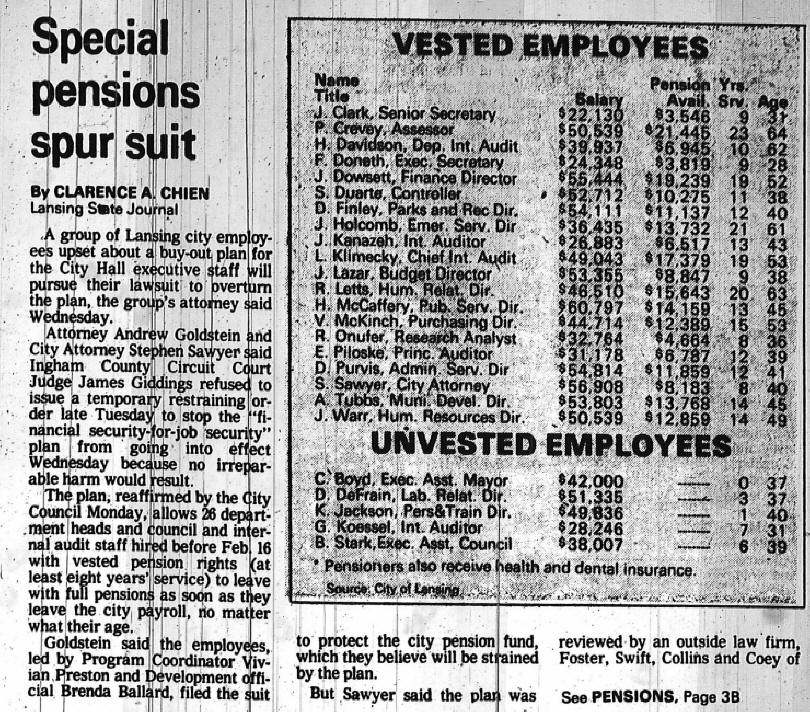 Special
pensions
spur suit
By CLARENCE A. CHIEN
Lansing State Journal
A group of Lansing city employ-
ees upset about a buy-out plan for
the City Hall executive staff will
pursue their lawsuit to overturn
the plan, the group's attorney said
Wednesday.
Attorney Andrew Goldstein and
City Attorney Stephen Sawyer said
Ingham County Circuit Court
Judge James Giddings refused to
issue a temporary restraining or-
der late Tuesday to stop the "fi-
nancial security-for-job security"
plan from going into effect
Wednesday because no irrepar-
able harm would result.
The plan, reaffirmed by the City
Council Monday, allows 26 depart-
ment heads and council and inter-
nal audit staff hired before Feb. 16
with vested pension rights (at
least eight years' service) to leave
with full pensions as soon as they
leave the city payroll, no matter
what their age.
Goldstein said the employees,
led by Program Coordinator Viv-
ian Preston and Development offi-
cial Brenda Ballard, filed the suit
to protect the city pension fund,
which they believe will be strained
by the plan.
But Sawyer said the plan was
reviewed by an outside law firm,
Foster, Swift, Collins and Coey of
See PENSIONS, Page 3B
VESTED EMPLOYEES
Name Pension Yrs.
Title Salary Avail. Srv. Age
J. Clark, Senior Secretary $22,130 $3,546 9 31
P. Crevey, Assessor $50,539 $21,445 23 64
H. Davidson, Dep. Int. Audit $39,937 $6,945 10 62
F. Doneth, Exec. Secretary $24,348 $3,819 9 28
J. Dowsett, Finance Director $55,444 $19,239 19 52
S. Duarte, Controller $52,712 $10,275 11 38
D. Finley, Parks and Rec Dir. $54,111 $11,137 12 40
J. Holcomb, Emer. Serv. Dir $36,435 $13,732 21 61
J. Kanazeh, Int. Auditor $26,883 $6,517 13 43
L. Klimecky, Chief Int. Audit $49,043 $17,379 19 53
J. Lazar, Budget Director $53,355 $8,847 9 38
R. Letts, Hum. Relat. Dir. $46,510 $15,643 20 63
H. McCaffery, Pub. Serv. Dir. $60,797 $14,159 13 45
V. McKinch, Purchasing Dir. $44,714 $12,389 15 53
R. Onufer, Research Analyst $32,764 $4,664 8 36
E. Piloske, Princ. Auditor $31,178 $6,787 12 39
D. Purvis, Admin. Serv. Dir $54,814 $11,859 12 41
S. Sawyer, City Attorney $56,908 $8,183 8 40
A. Tubbs, Muni. Devel. Dir. $53,803 $13,768 14 45
J. Warr, Hum. Resources Dir. $50,539 $12,859 14 49
UNVESTED EMPLOYEES
C. Boyd, Exec. Asst. Mayor $42,000 —— 0 37
D. DeFrain, Lab. Relat. Dir. $51,335 —— 3 37
K. Jackson, Pers&Train Dir. $49,836 —— 1 40
G. Koessel, Int. Auditor $28,246 —— 7 31
B. Stark, Exec. Asst, Council $38,007 —— 6 39
* Pensioners also receive health and dental insurance.
Source: City of Lansing